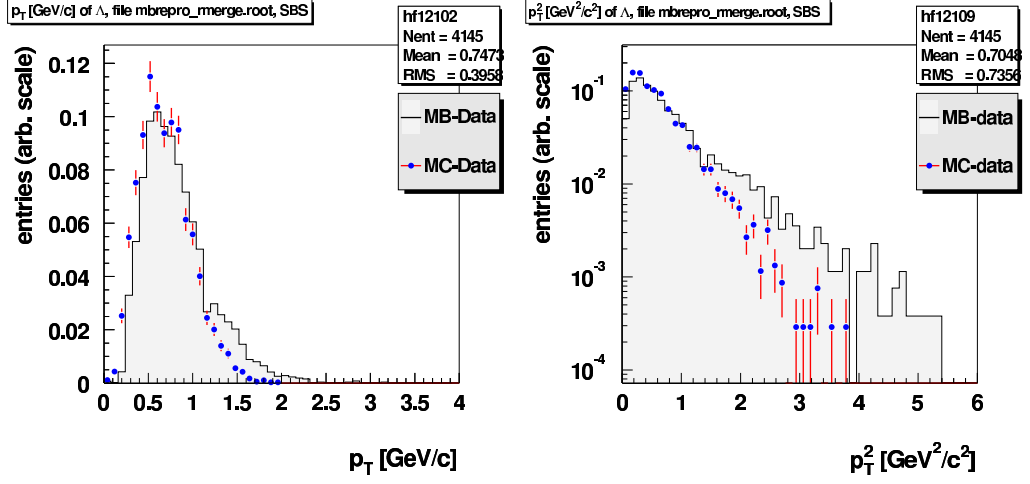 p_T [GeV/c] of Λ, file mbrepro_rmerge.root, SBS
hf12102
Nent = 4145
Mean = 0.7473
RMS = 0.3958
MB-Data
MC-Data
entries (arb. scale)
0.12
0.1
0.08
0.06
0.04
0.02
0
0 0.5 1 1.5 2 2.5 3 3.5 4
p_T [GeV/c]
p_T^2 [GeV^2/c^2] of Λ, file mbrepro_rmerge.root, SBS
hf12109
Nent = 4145
Mean = 0.7048
RMS = 0.7356
MB-data
MC-data
entries (arb. scale)
10^-1
10^-2
10^-3
10^-4
0 1 2 3 4 5 6
p_T^2 [GeV^2/c^2]